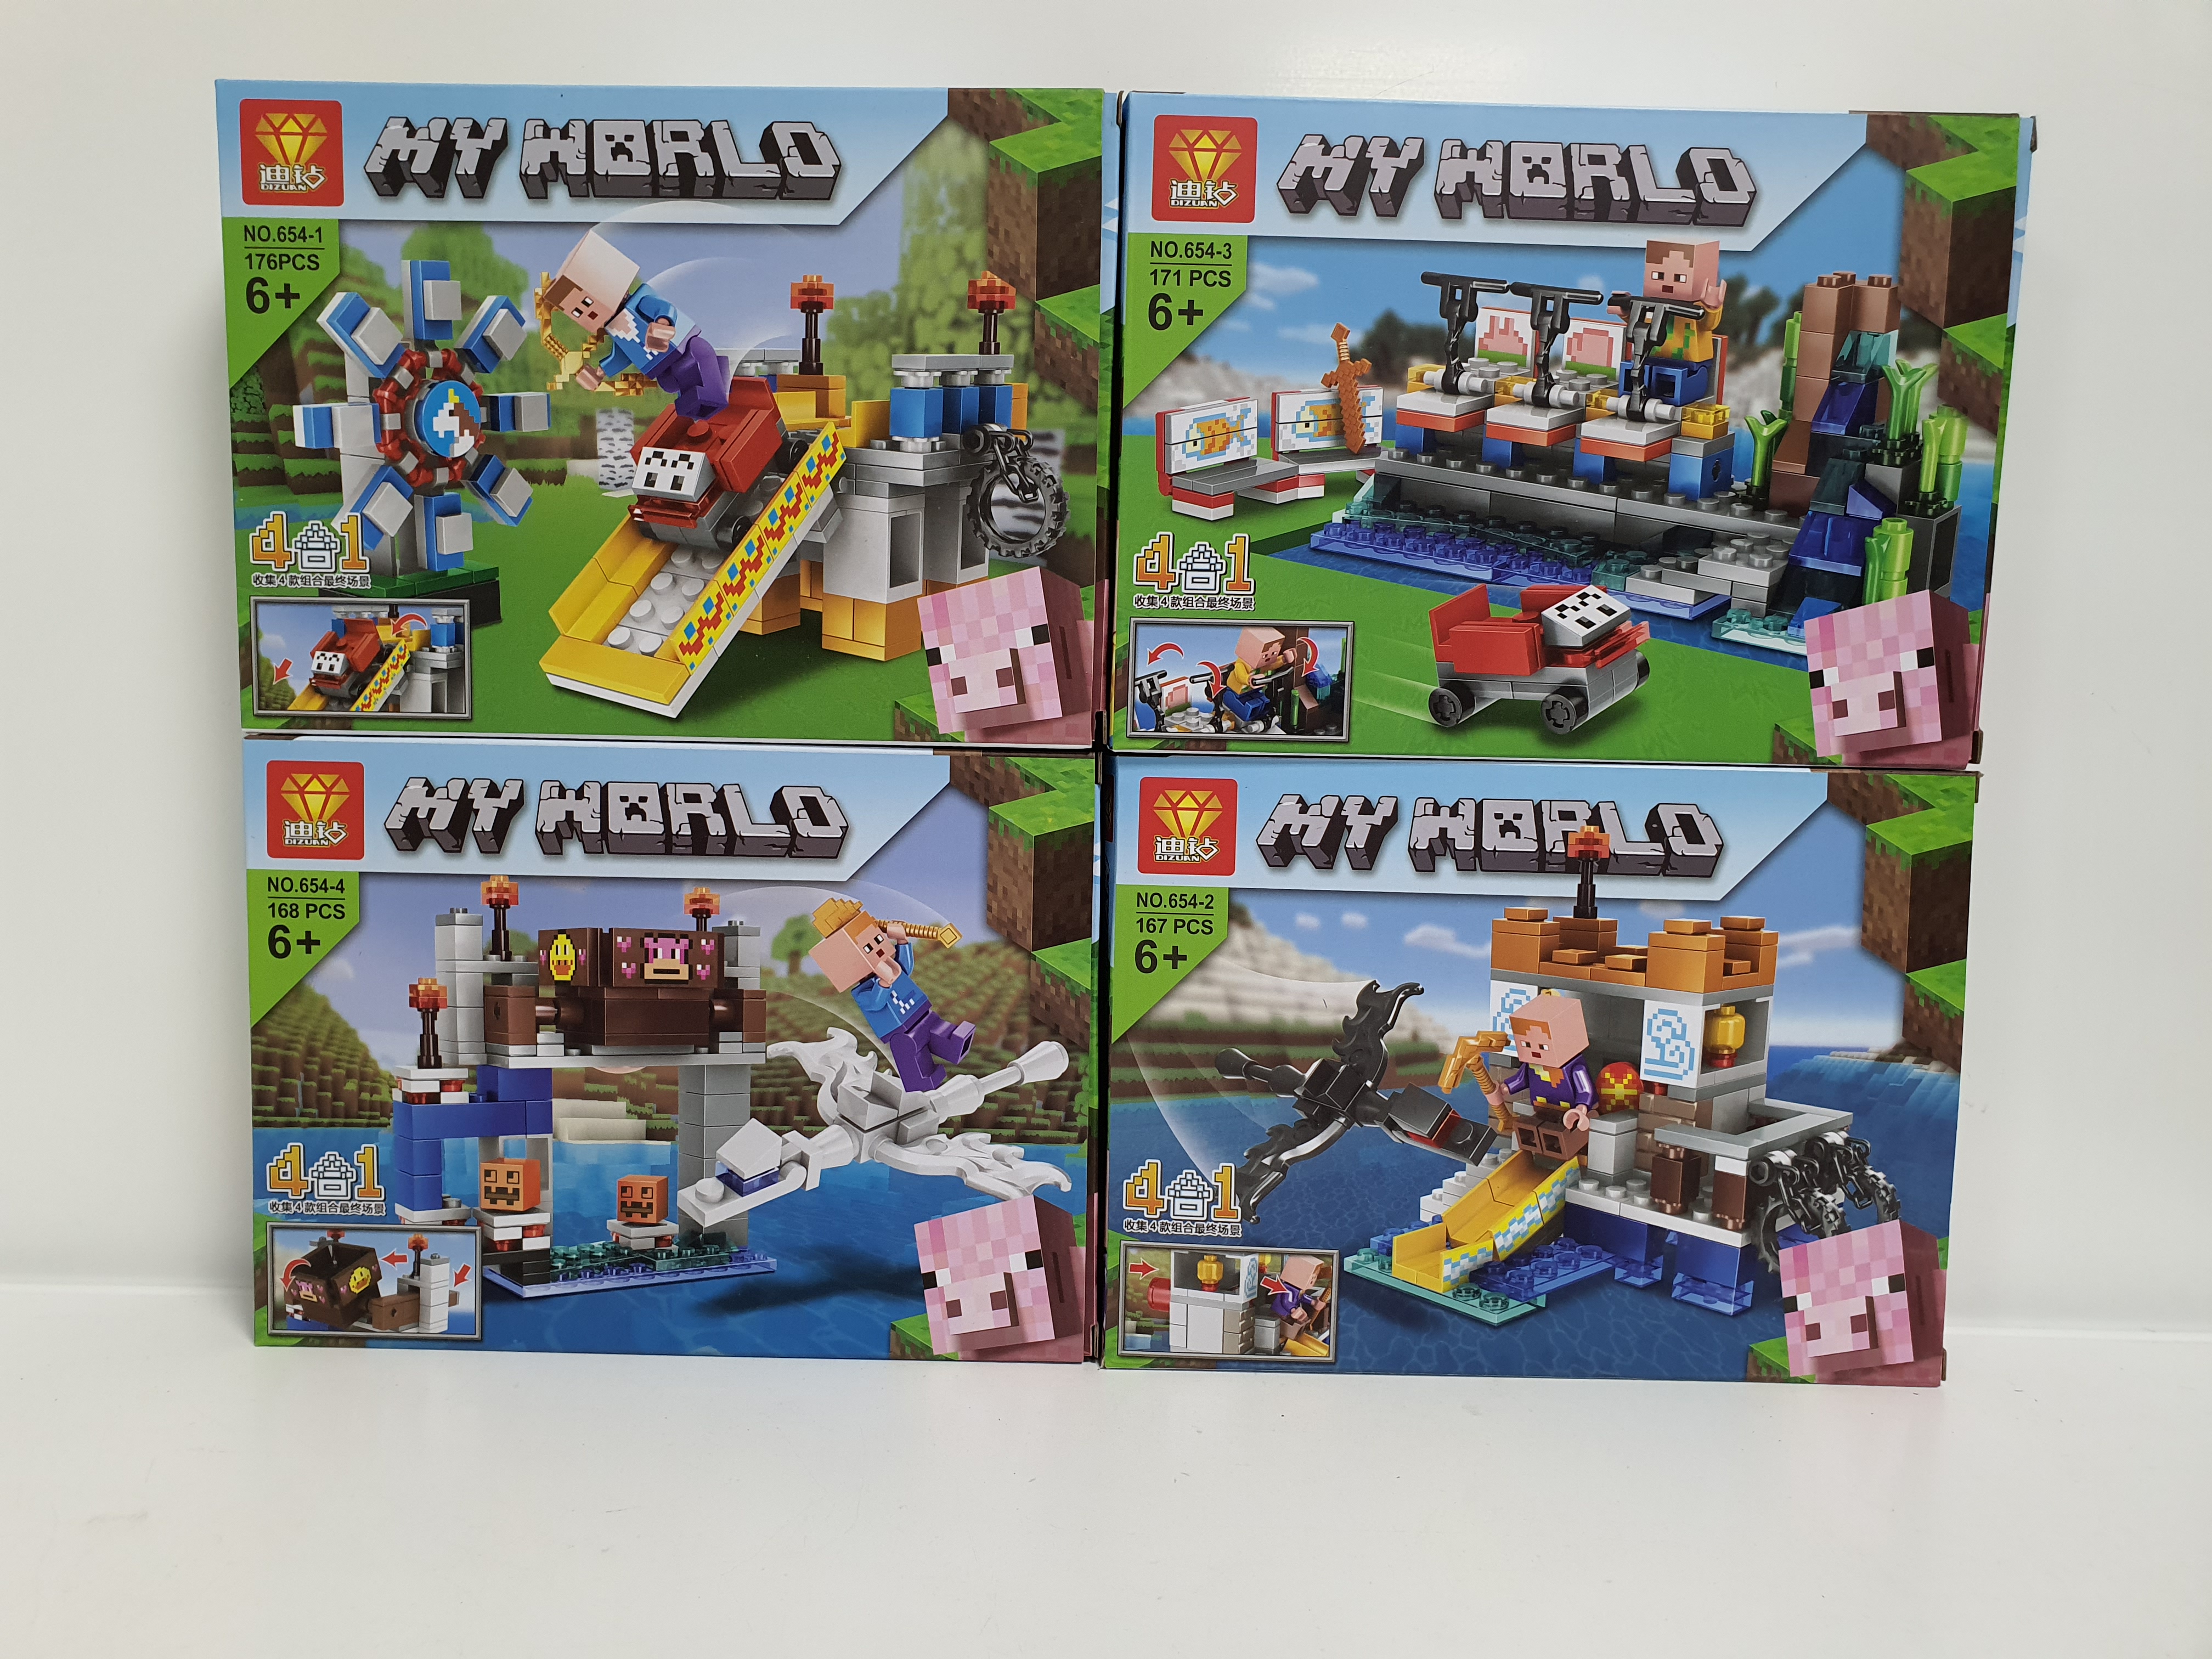 迪钻
DIZUAN
MY WORLD
NO.654-1
176PCS
6+
4合1
收集4款组合最终场景
迪钻
DIZUAN
MY WORLD
NO.654-3
171 PCS
6+
4合1
收集4款组合最终场景
迪钻
DIZUAN
MY WORLD
NO.654-4
168 PCS
6+
4合1
收集4款组合最终场景
迪钻
DIZUAN
MY WORLD
NO.654-2
167 PCS
6+
4合1
收集4款组合最终场景